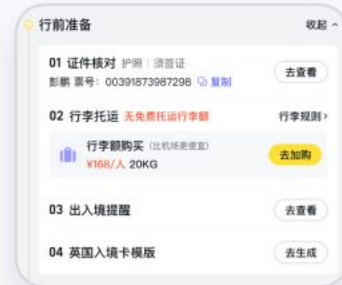 行前准备 收起
01 证件核对 护照 | 须签证 去查看
彭鹏 票号: 00391873987298 复制
02 行李托运 无免费托运行李额 行李规则>
行李额购买 (比机场更便宜) 去加购
¥168/人 20KG
03 出入境提醒 去查看
04 英国入境卡模版 去生成